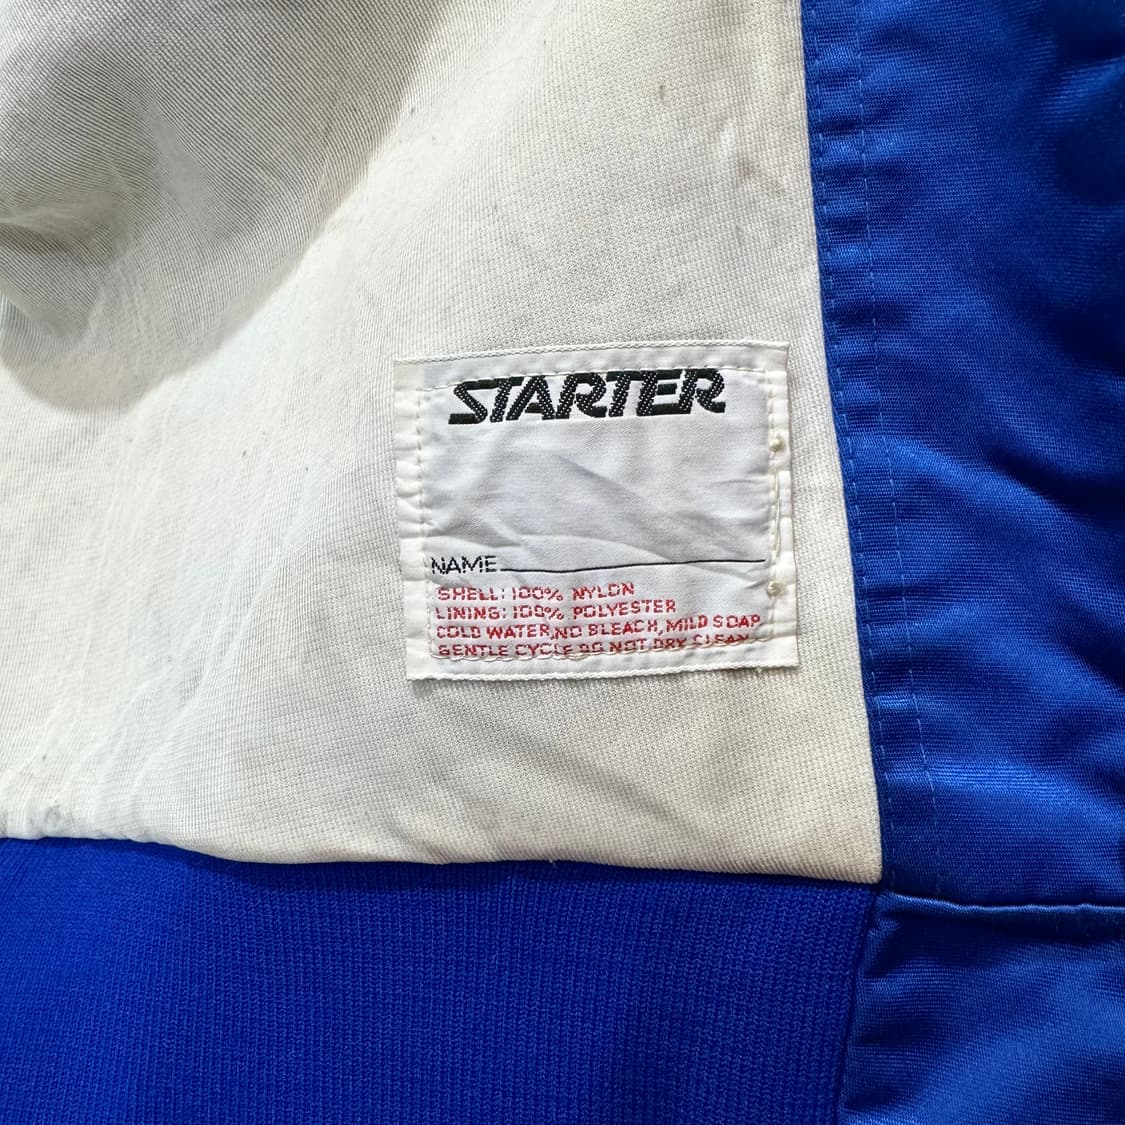 STARTER
NAME
SHELL: 100% NYLON
LINING: 100% POLYESTER
COLD WATER, NO BLEACH, MILD SOAP
GENTLE CYCLE DO NOT DRY CLEAN